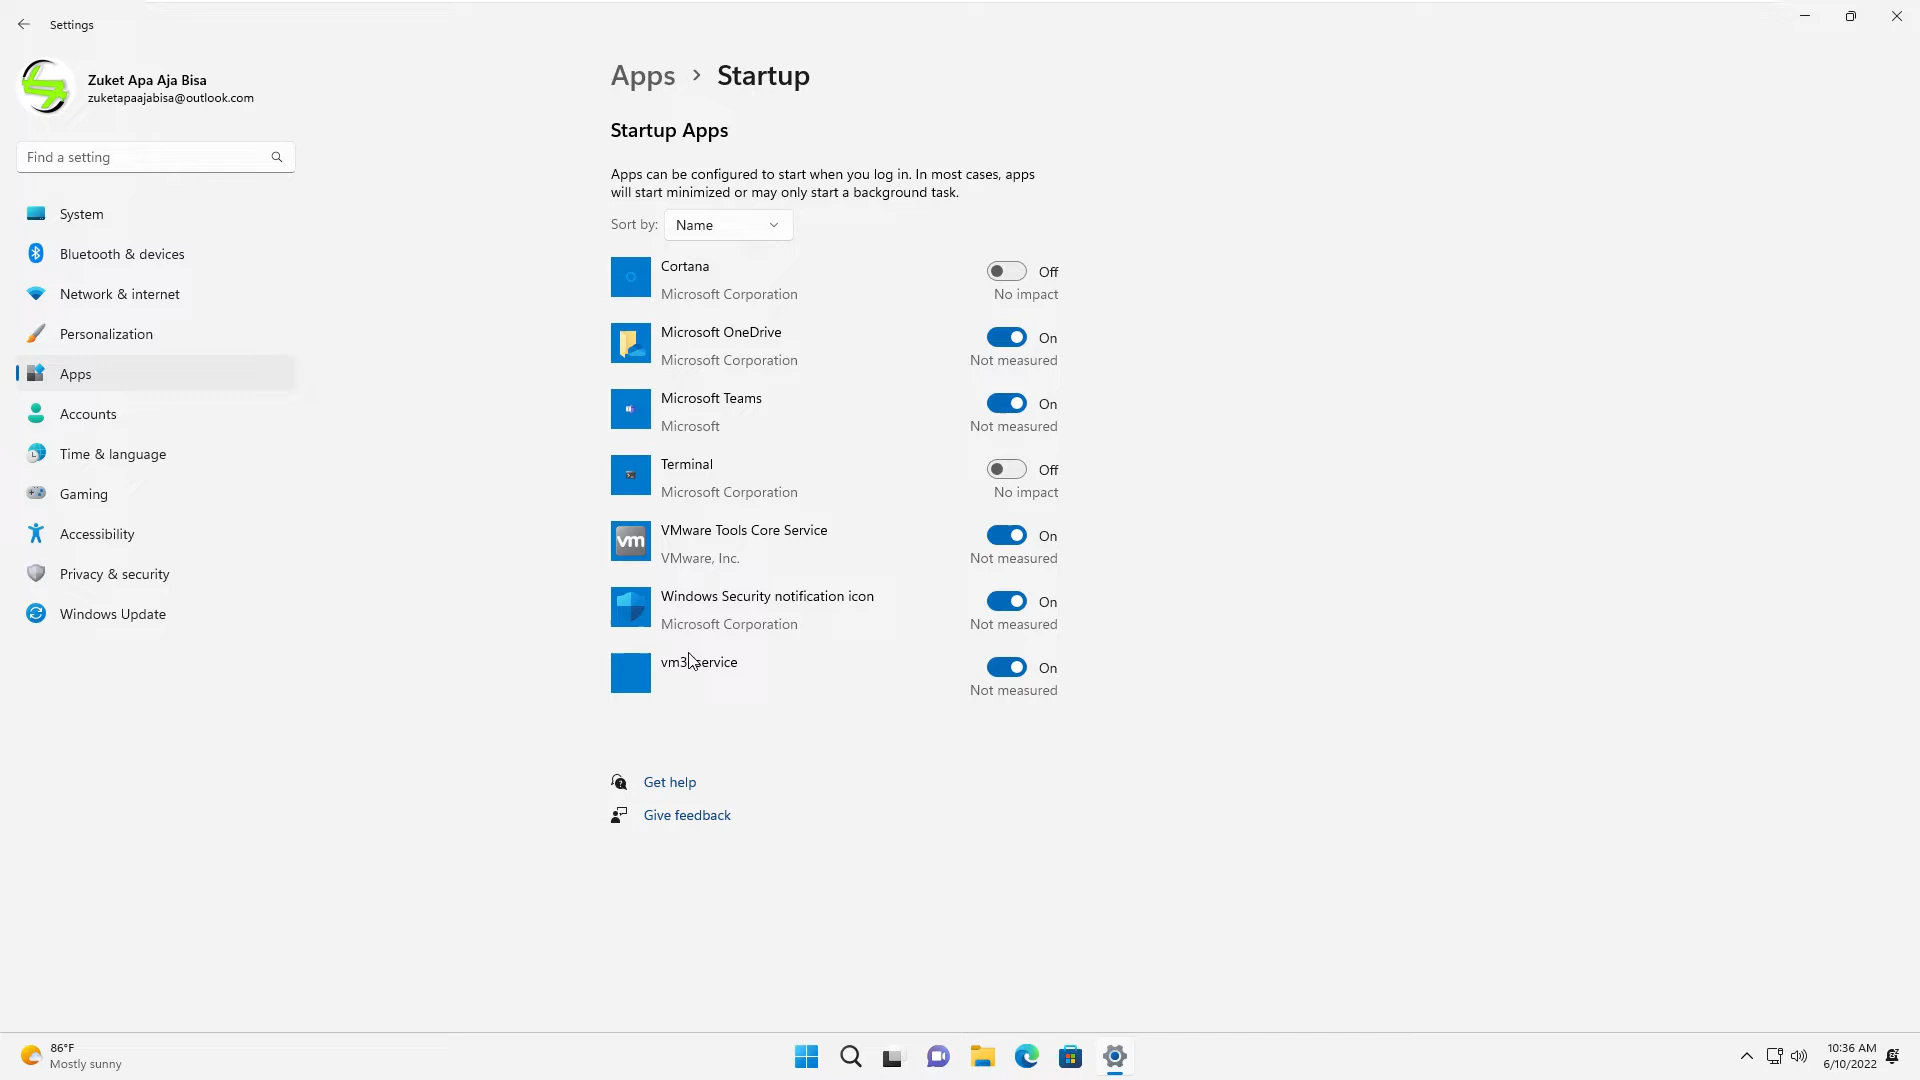 Settings
Zuket Apa Aja Bisa
zuketapaajabisa@outlook.com
Find a setting
System
Bluetooth & devices
Network & internet
Personalization
Apps
Accounts
Time & language
Gaming
Accessibility
Privacy & security
Windows Update
Apps > Startup
Startup Apps
Apps can be configured to start when you log in. In most cases, apps
will start minimized or may only start a background task.
Sort by: Name
Cortana
Microsoft Corporation
Off
No impact
Microsoft OneDrive
Microsoft Corporation
On
Not measured
Microsoft Teams
Microsoft
On
Not measured
Terminal
Microsoft Corporation
Off
No impact
vm
VMware Tools Core Service
VMware, Inc.
On
Not measured
Windows Security notification icon
Microsoft Corporation
On
Not measured
On
Not measured
Get help
Give feedback
86°F
Mostly sunny
10:36 AM
6/10/2022